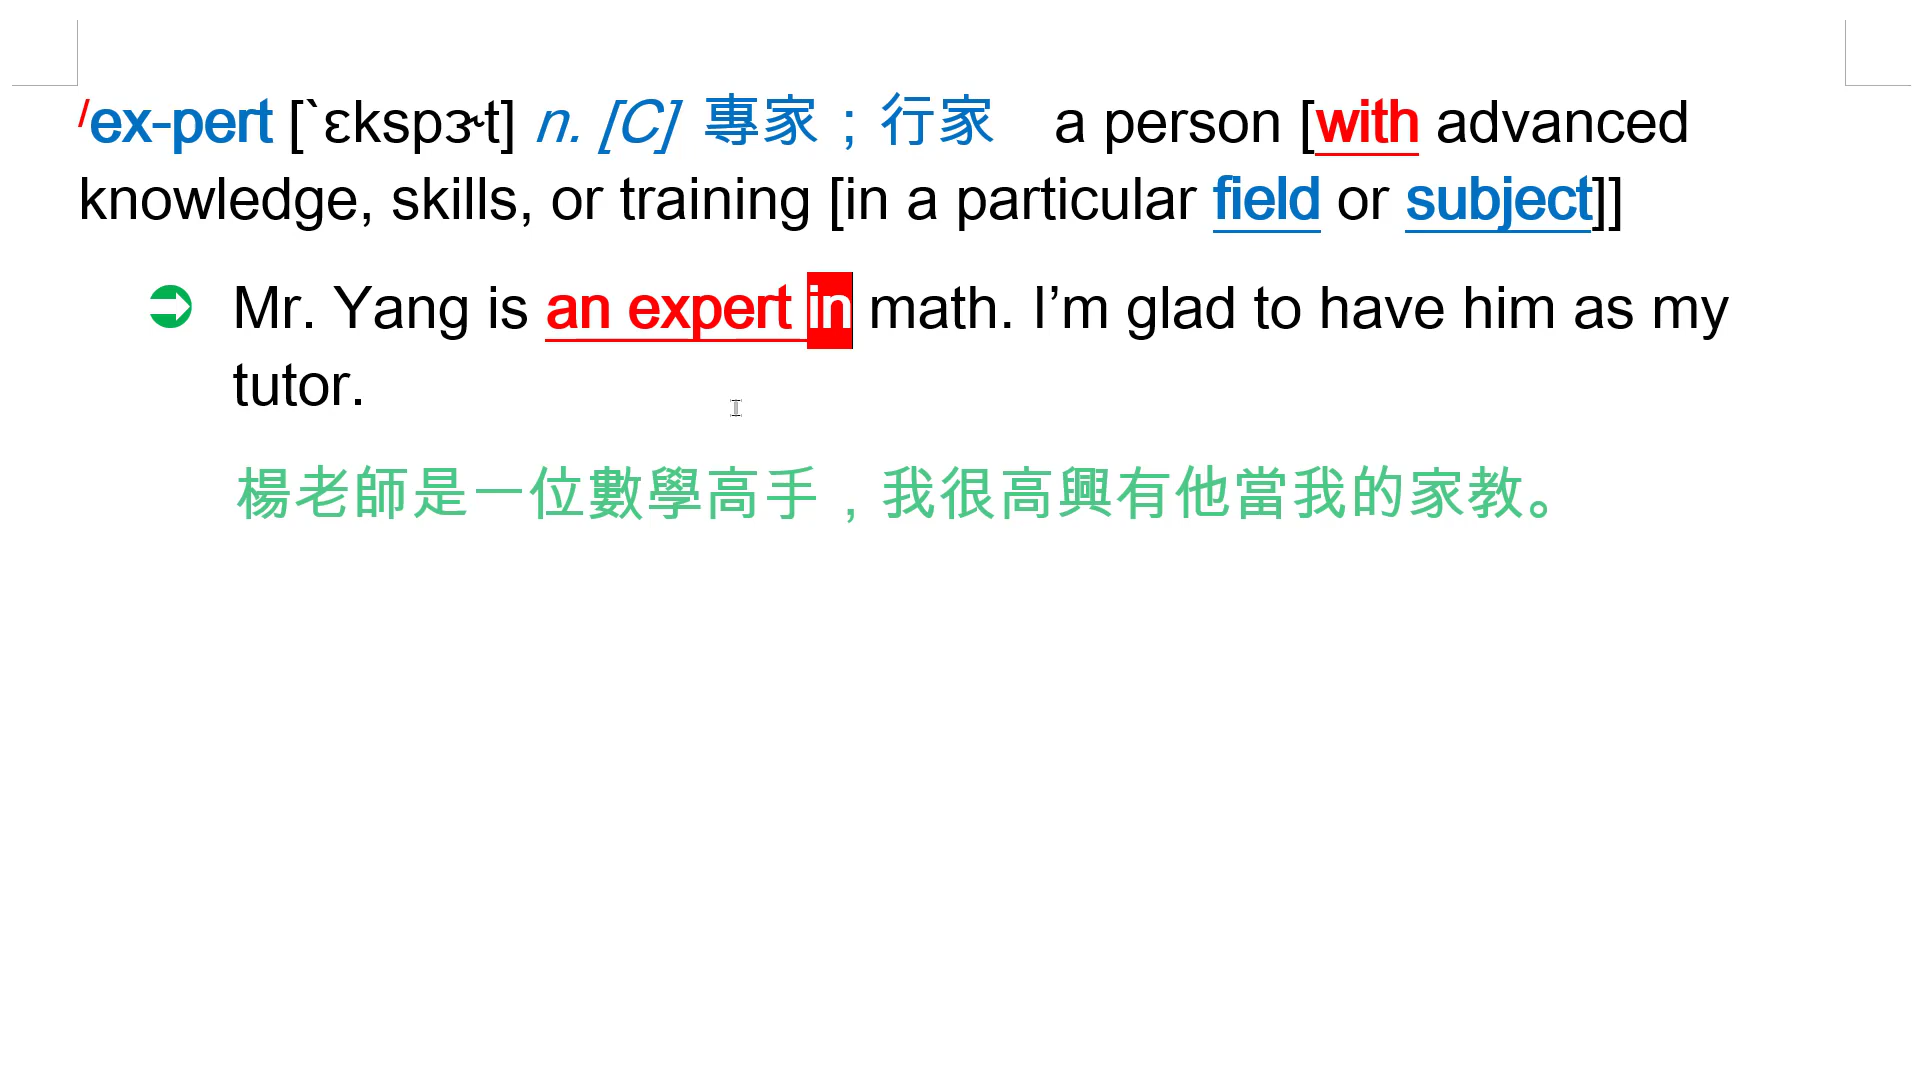 /ex-pert [`ɛkspɝt] n. [C] 專家；行家 a person [with advanced
knowledge, skills, or training [in a particular field or subject]]
➲ Mr. Yang is an expert in math. I’m glad to have him as my
tutor.
楊老師是一位數學高手，我很高興有他當我的家教。